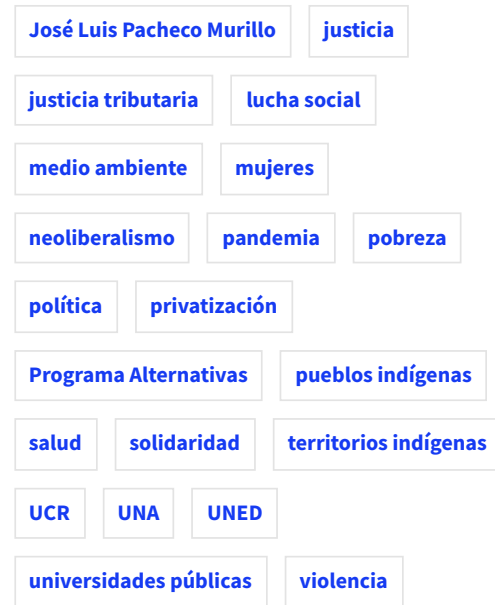 José Luis Pacheco Murillo justicia
justicia tributaria lucha social
medio ambiente mujeres
neoliberalismo pandemia pobreza
política privatización
Programa Alternativas pueblos indígenas
salud solidaridad territorios indígenas
UCR UNA UNED
universidades públicas violencia